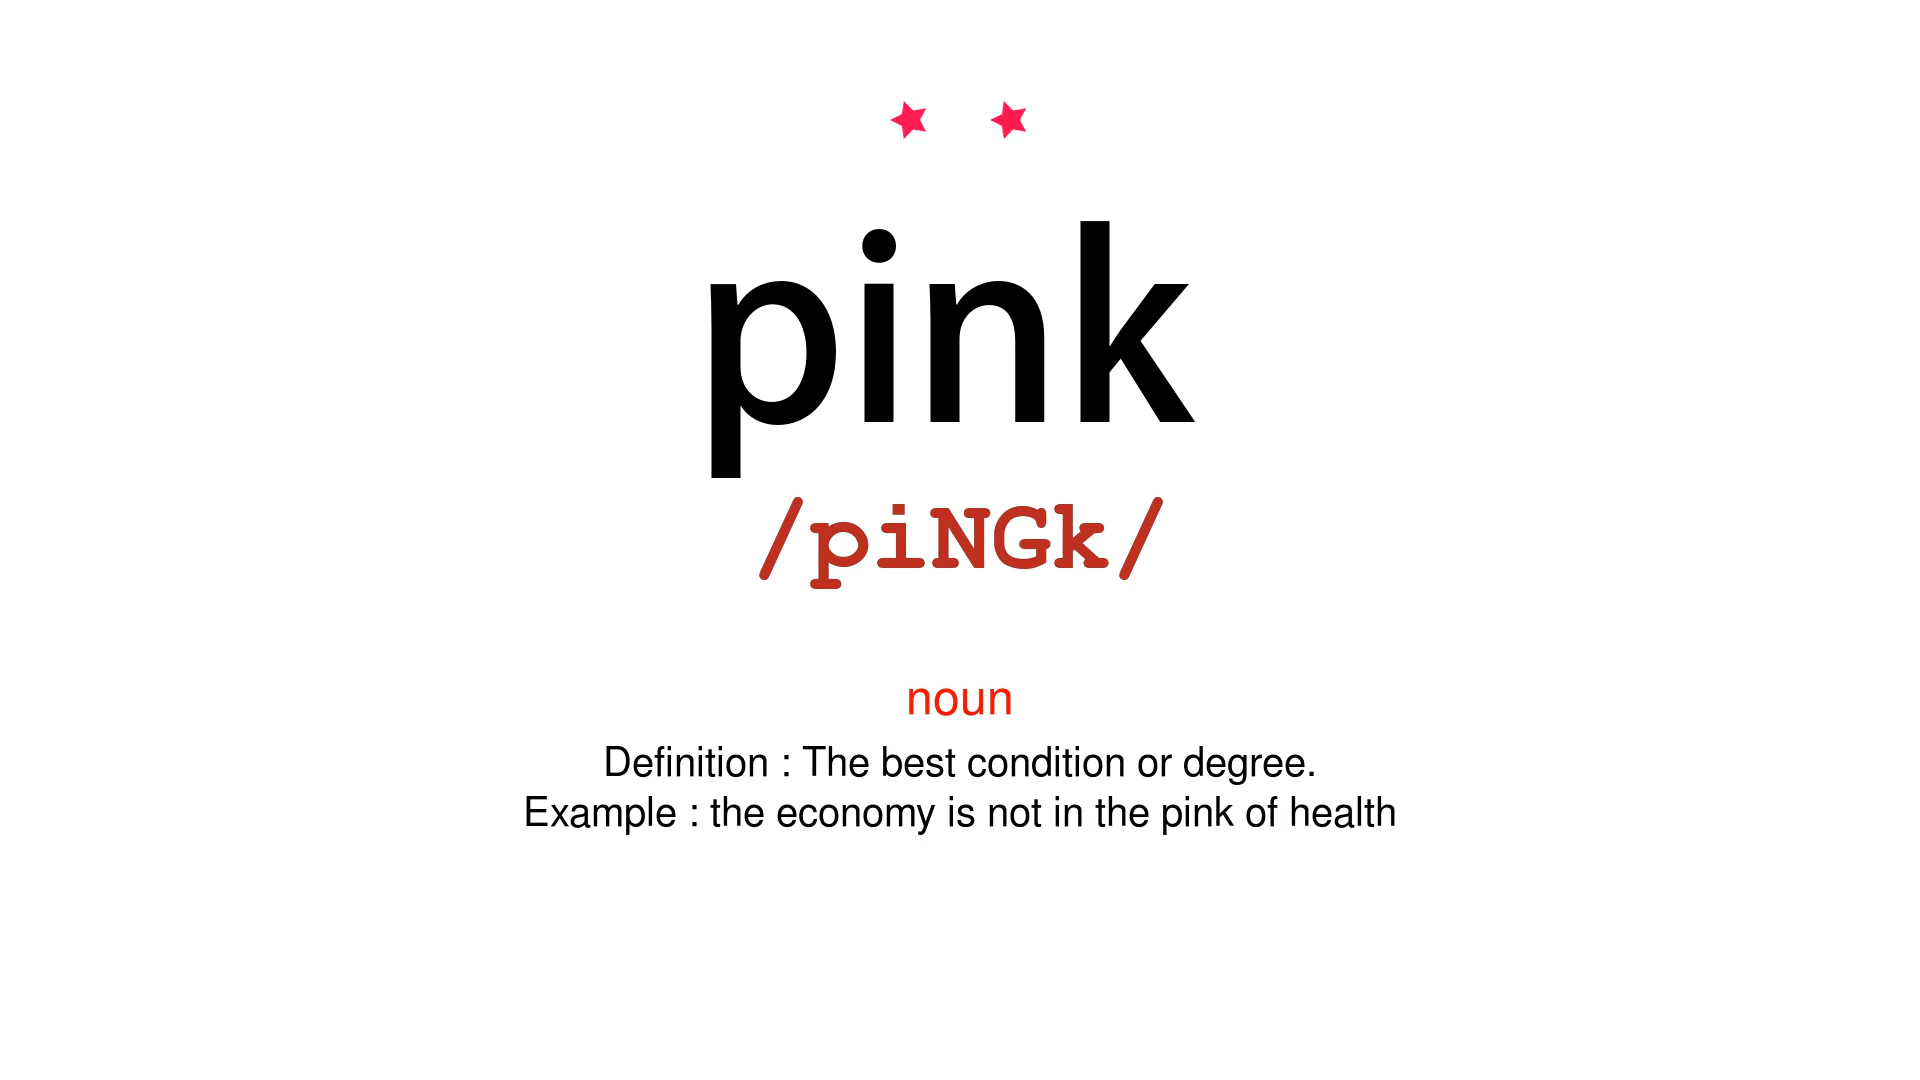 pink
/piNGk/
noun
Definition : The best condition or degree.
Example : the economy is not in the pink of health